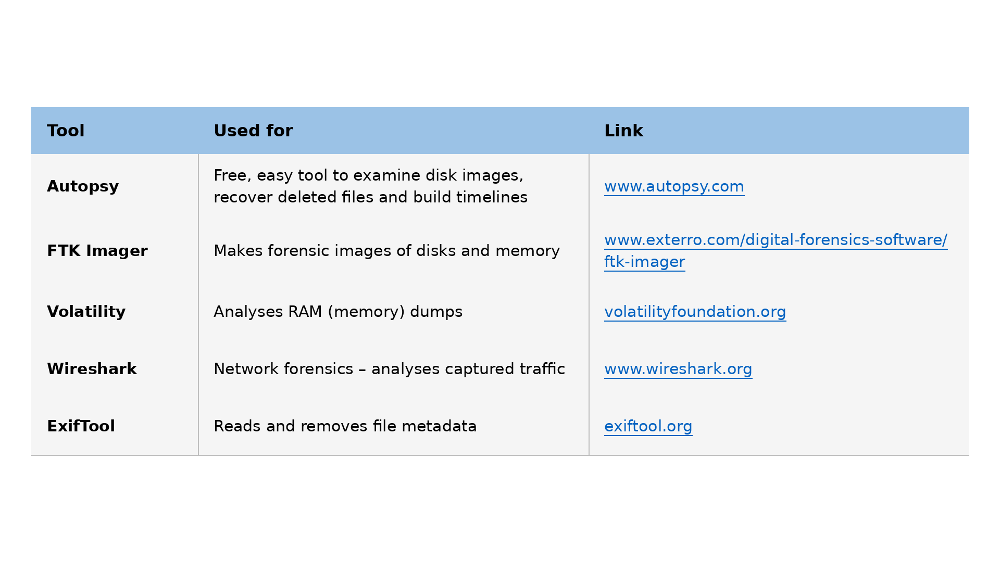 Tool Used for Link
Autopsy
Free, easy tool to examine disk images,
recover deleted files and build timelines
www.autopsy.com
FTK Imager
Makes forensic images of disks and memory
www.exterro.com/digital-forensics-software/
ftk-imager
Volatility
Analyses RAM (memory) dumps
volatilityfoundation.org
Wireshark
Network forensics – analyses captured traffic
www.wireshark.org
ExifTool
Reads and removes file metadata
exiftool.org